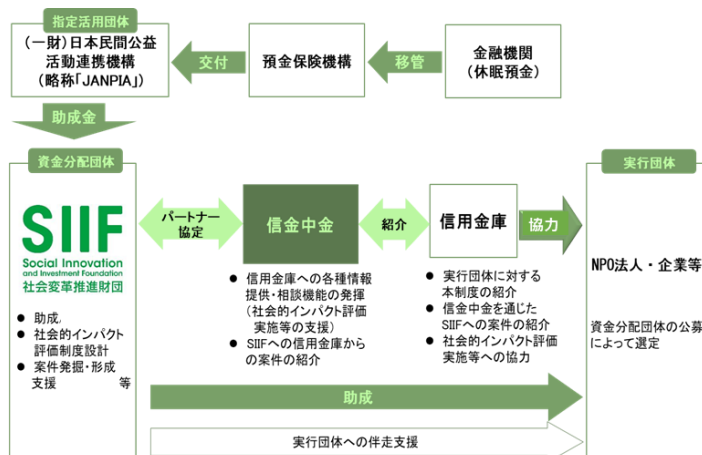 指定活用団体
(一財)日本民間公益
活動連携機構
(略称「JANPIA」)
交付
預金保険機構
移管
金融機関
(休眠預金)
助成金
資金分配団体
SIIF
Social Innovation
and Investment Foundation
社会変革推進財団
● 助成
● 社会的インパクト
評価制度設計
● 案件発掘・形成
支援 等
パートナー
協定
信金中金
● 信用金庫への各種情報
提供・相談機能の発揮
(社会的インパクト評価
実施等の支援)
● SIIFへの信用金庫から
の案件の紹介
紹介
信用金庫
● 実行団体に対する
本制度の紹介
● 信金中金を通じた
SIIFへの案件の紹介
● 社会的インパクト評価
実施等への協力
協力
実行団体
NPO法人・企業等
資金分配団体の公募
によって選定
助成
実行団体への伴走支援